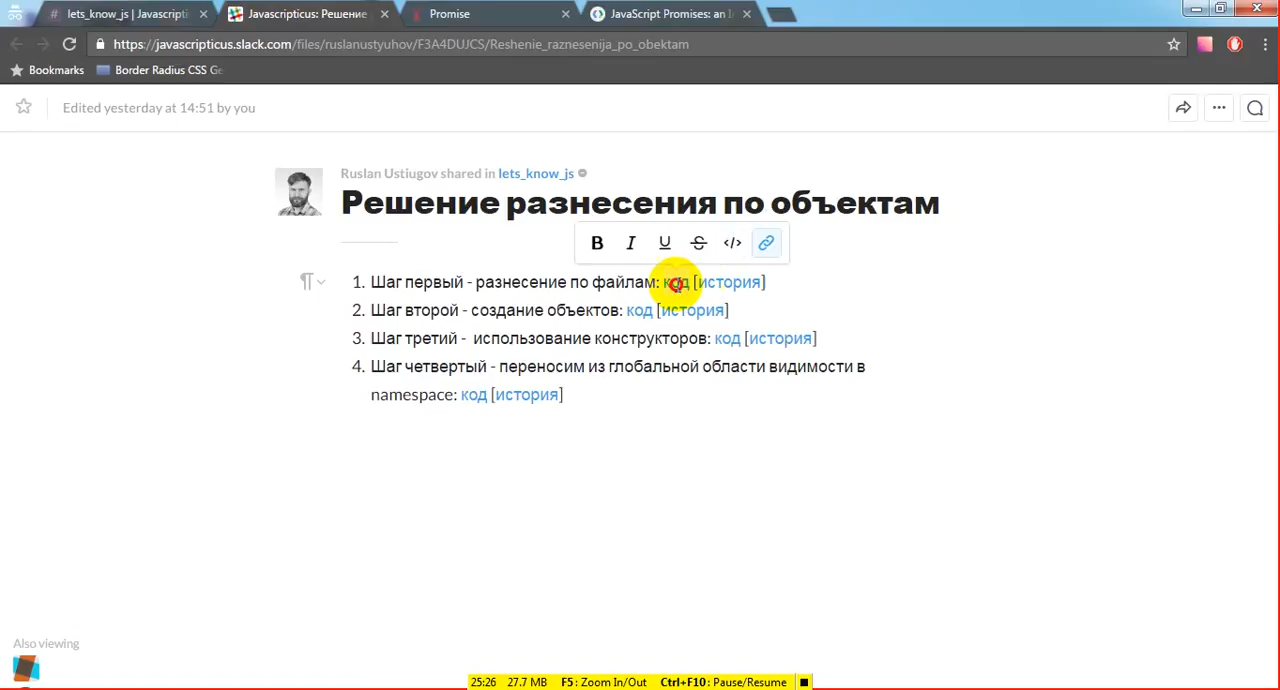 # lets_know_js | Javascripti
Javascripticus: Решение
Promise
JavaScript Promises: an I
https://javascripticus.slack.com/files/ruslanustyuhov/F3A4DUJCS/Reshenie_raznesenija_po_obektam
Bookmarks
Border Radius CSS Ge
Edited yesterday at 14:51 by you
Ruslan Ustiugov shared in lets_know_js
Решение разнесения по объектам
B I U S </>
1. Шаг первый - разнесение по файлам: код [история]
2. Шаг второй - создание объектов: код [история]
3. Шаг третий - использование конструкторов: код [история]
4. Шаг четвертый - переносим из глобальной области видимости в
namespace: код [история]
Also viewing
25:26 27.7 MB F5: Zoom In/Out Ctrl+F10: Pause/Resume